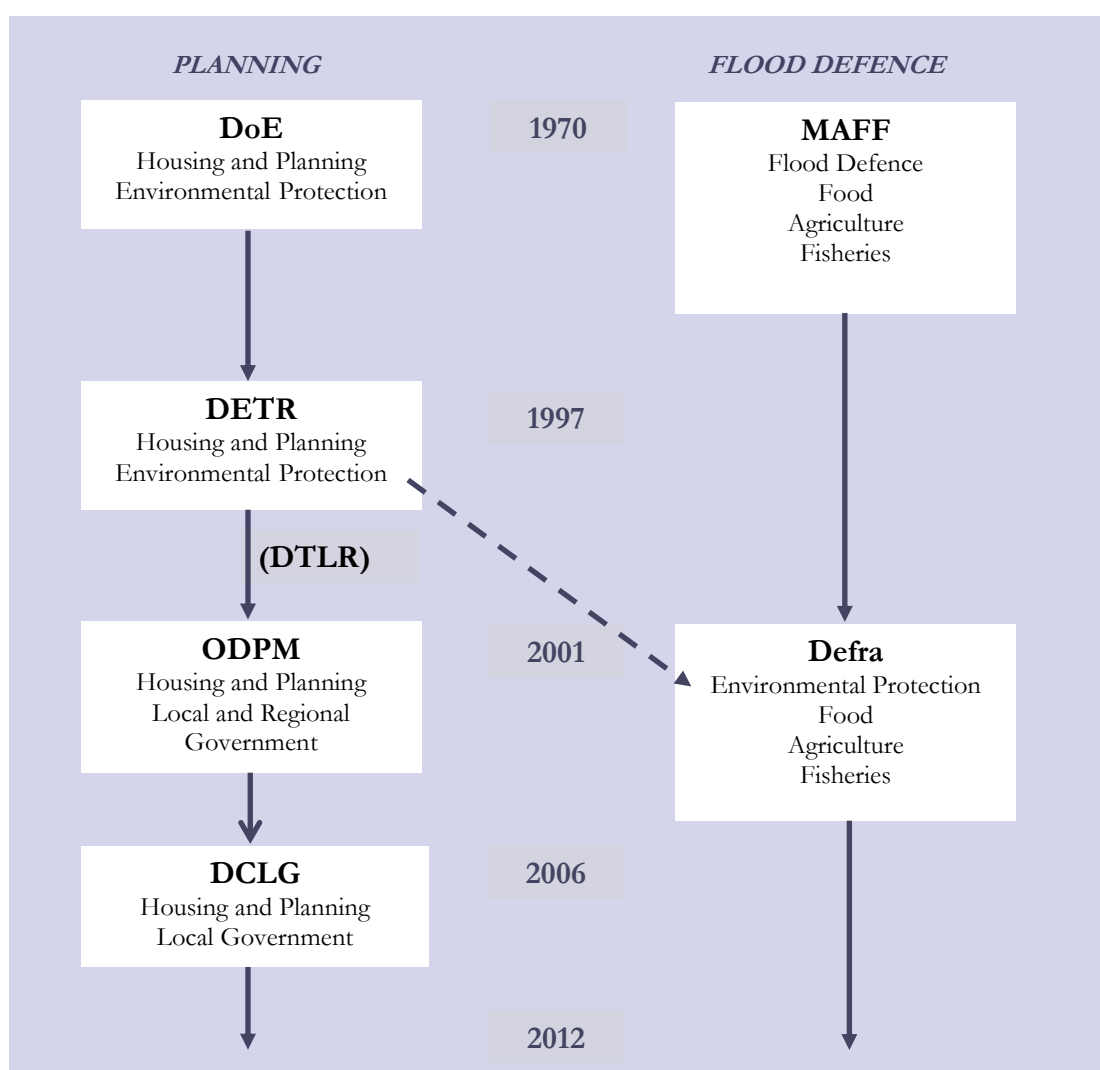 PLANNING
FLOOD DEFENCE
DoE
Housing and Planning
Environmental Protection
1970
MAFF
Flood Defence
Food
Agriculture
Fisheries
DETR
Housing and Planning
Environmental Protection
1997
(DTLR)
ODPM
Housing and Planning
Local and Regional
Government
2001
Defra
Environmental Protection
Food
Agriculture
Fisheries
DCLG
Housing and Planning
Local Government
2006
2012